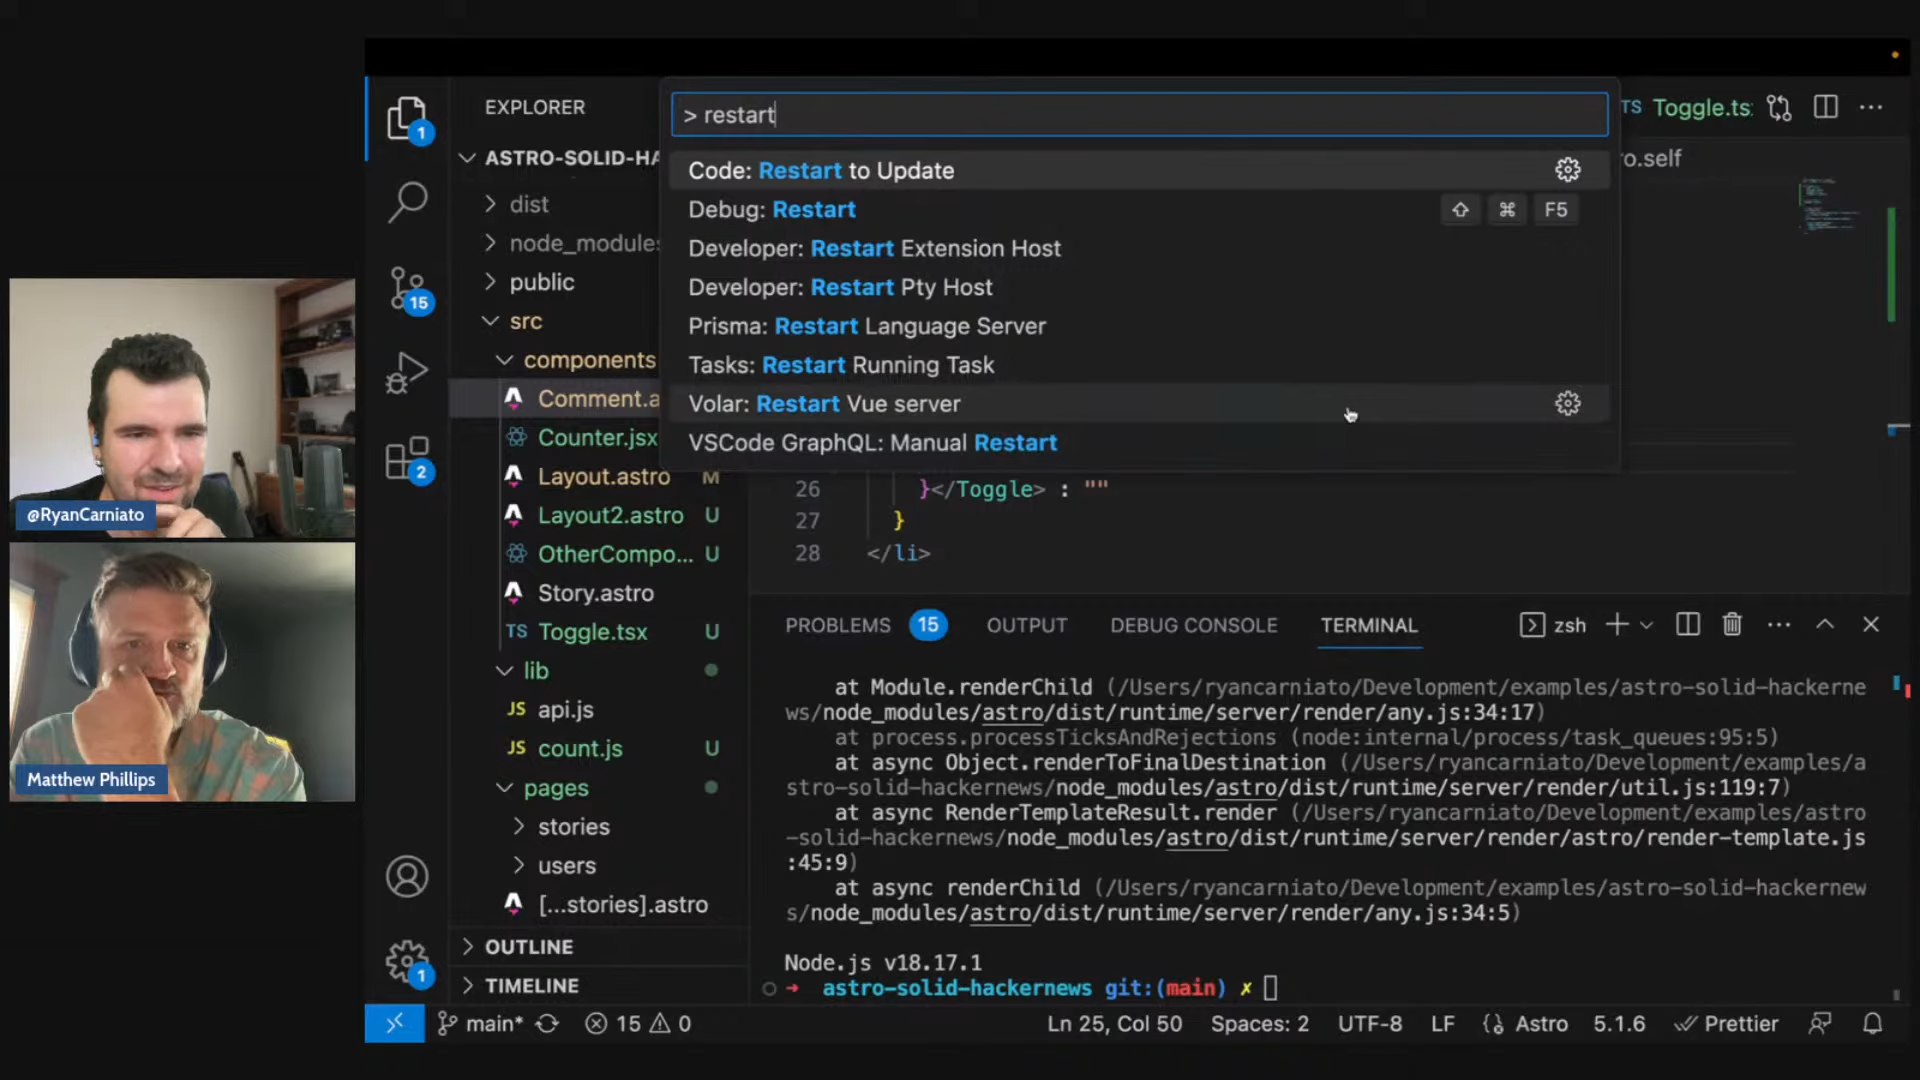 EXPLORER
1
> restart
TS Toggle.ts
ASTRO-SOLID-HA
ro.self
Code: Restart to Update
Debug: Restart
F5
Developer: Restart Extension Host
Developer: Restart Pty Host
Prisma: Restart Language Server
Tasks: Restart Running Task
Volar: Restart Vue server
VSCode GraphQL: Manual Restart
15
2
1
dist
node_modules
public
src
components
Comment.a
Counter.jsx
Layout.astro M
Layout2.astro U
OtherCompo... U
Story.astro
TS Toggle.tsx U
lib
JS api.js
JS count.js U
pages
stories
users
[...stories].astro
OUTLINE
TIMELINE
26 }</Toggle> : ""
27 }
28 </li>
PROBLEMS 15 OUTPUT DEBUG CONSOLE TERMINAL zsh
at Module.renderChild (/Users/ryancarniato/Development/examples/astro-solid-hackerne
ws/node_modules/astro/dist/runtime/server/render/any.js:34:17)
at process.processTicksAndRejections (node:internal/process/task_queues:95:5)
at async Object.renderToFinalDestination (/Users/ryancarniato/Development/examples/a
stro-solid-hackernews/node_modules/astro/dist/runtime/server/render/util.js:119:7)
at async RenderTemplateResult.render (/Users/ryancarniato/Development/examples/astro
-solid-hackernews/node_modules/astro/dist/runtime/server/render/astro/render-template.js
:45:9)
at async renderChild (/Users/ryancarniato/Development/examples/astro-solid-hackernew
s/node_modules/astro/dist/runtime/server/render/any.js:34:5)
Node.js v18.17.1
astro-solid-hackernews git:(main) ✗
main* 15 0
Ln 25, Col 50 Spaces: 2 UTF-8 LF Astro 5.1.6 Prettier
@RyanCarniato
Matthew Phillips